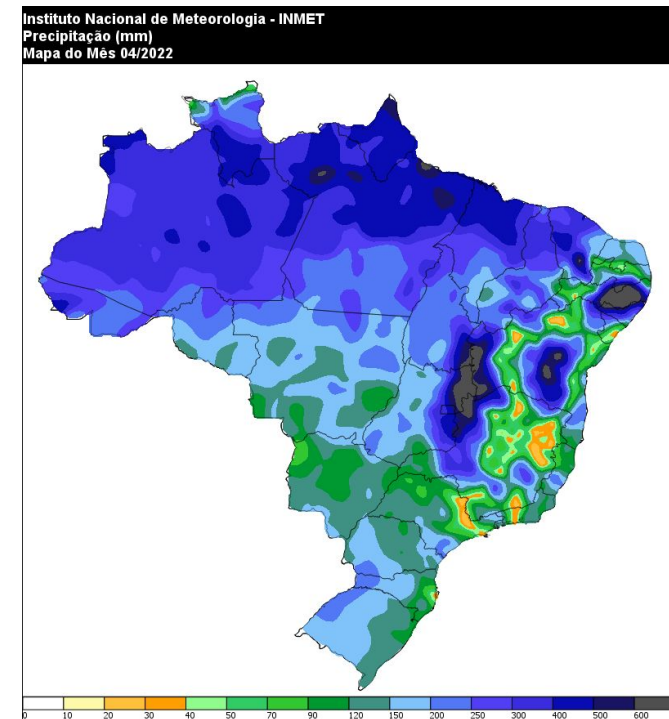 Instituto Nacional de Meteorologia - INMET
Precipitação (mm)
Mapa do Mês 04/2022
0 10 20 30 40 50 70 90 120 150 200 250 300 400 500 600